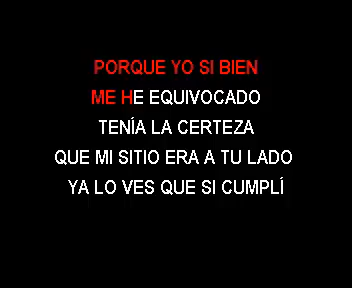 PORQUE YO SI BIEN
ME HE EQUIVOCADO
TENÍA LA CERTEZA
QUE MI SITIO ERA A TU LADO
YA LO VES QUE SI CUMPLÍ